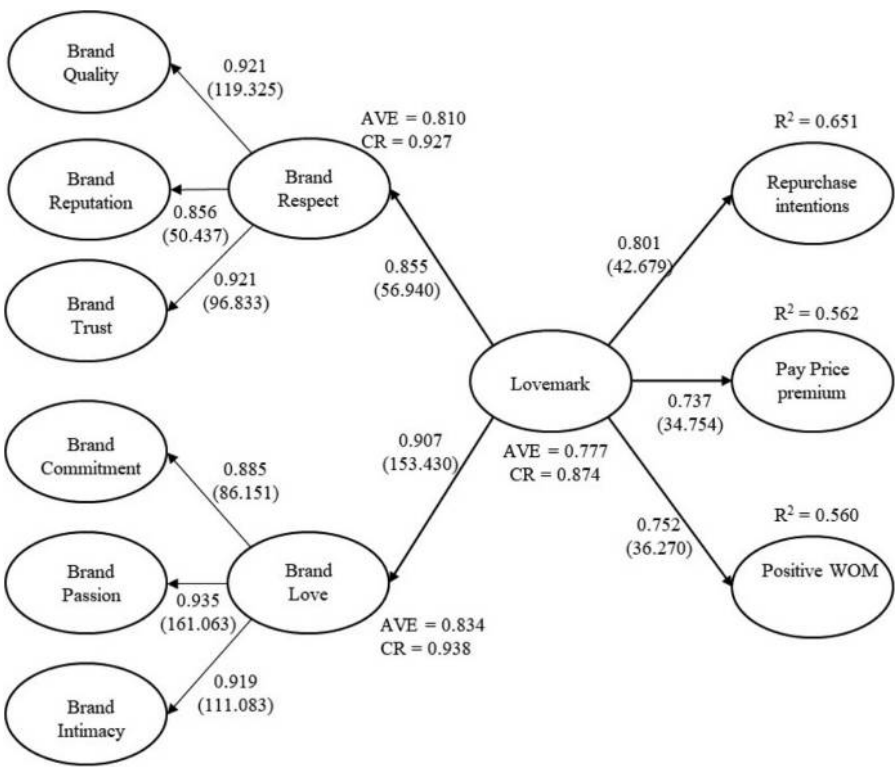 Brand
Quality
0.921
(119.325)
AVE = 0.810
CR = 0.927
Brand
Respect
Brand
Reputation
0.856
(50.437)
Brand
Trust
0.921
(96.833)
0.855
(56.940)
R² = 0.651
Repurchase
intentions
0.801
(42.679)
Lovemark
AVE = 0.777
CR = 0.874
R² = 0.562
Pay Price
premium
0.737
(34.754)
0.752
(36.270)
R² = 0.560
Positive WOM
0.907
(153.430)
Brand
Commitment
0.885
(86.151)
Brand
Love
AVE = 0.834
CR = 0.938
Brand
Passion
0.935
(161.063)
Brand
Intimacy
0.919
(111.083)